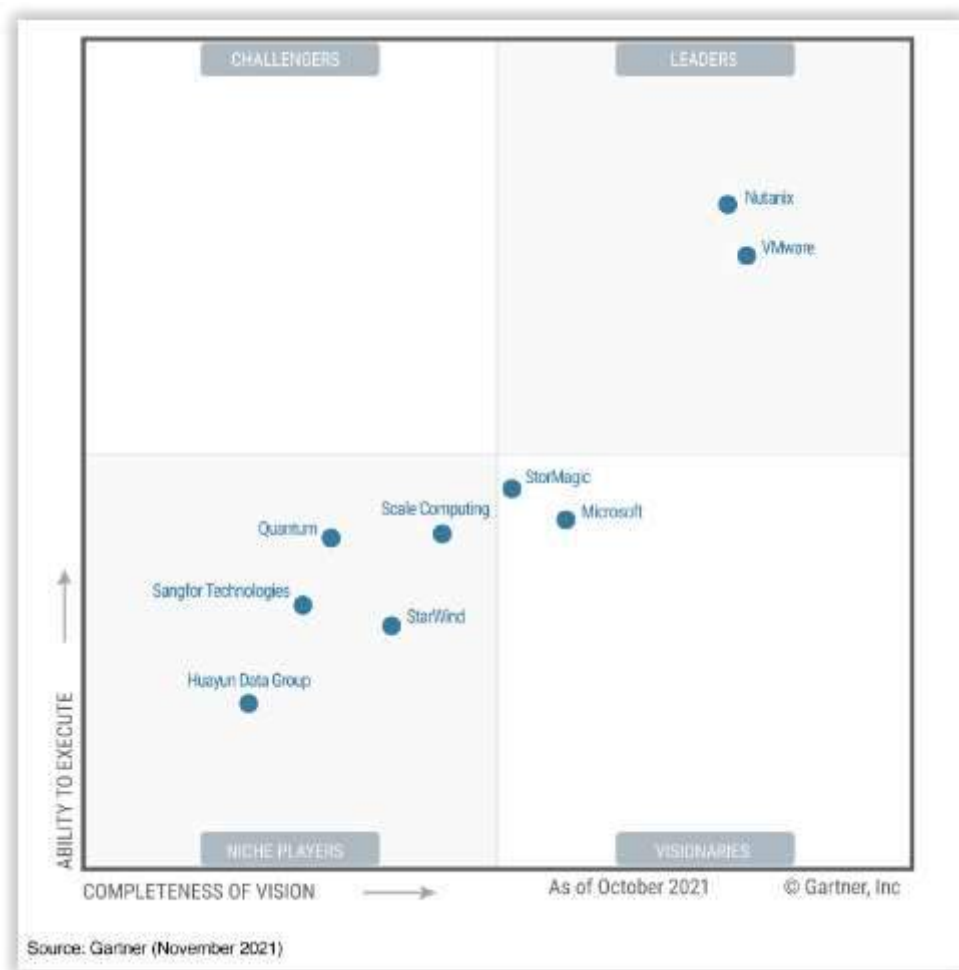 CHALLENGERS
LEADERS
Nutanix
VMware
StorMagic
Scale Computing
Microsoft
Quantum
Sangfor Technologies
StarWind
Huayun Data Group
ABILITY TO EXECUTE
NICHE PLAYERS
VISIONARIES
COMPLETENESS OF VISION
As of October 2021
© Gartner, Inc
Source: Gartner (November 2021)